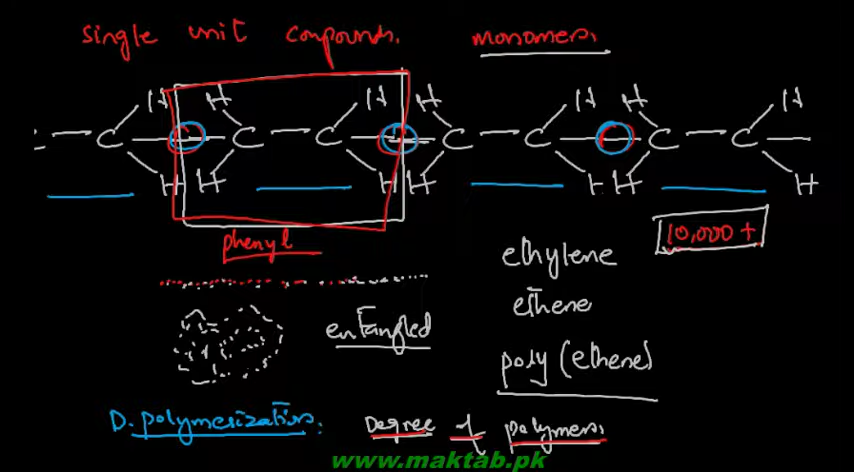 single unit compounds. monomers
H H H H H H H
C C C C C C C C
H H H H H H H H
phenyl
10,000 +
ethylene
ethene
entangled
poly (ethene)
D. polymerization. Degree of polymers
www.maktab.pk